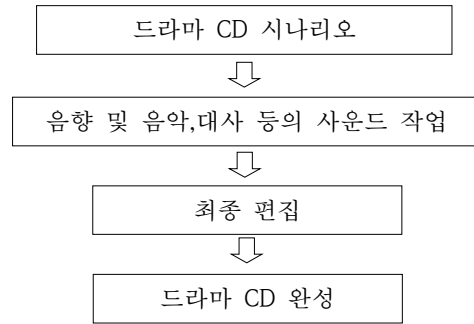 드라마 CD 시나리오
음향 및 음악,대사 등의 사운드 작업
최종 편집
드라마 CD 완성